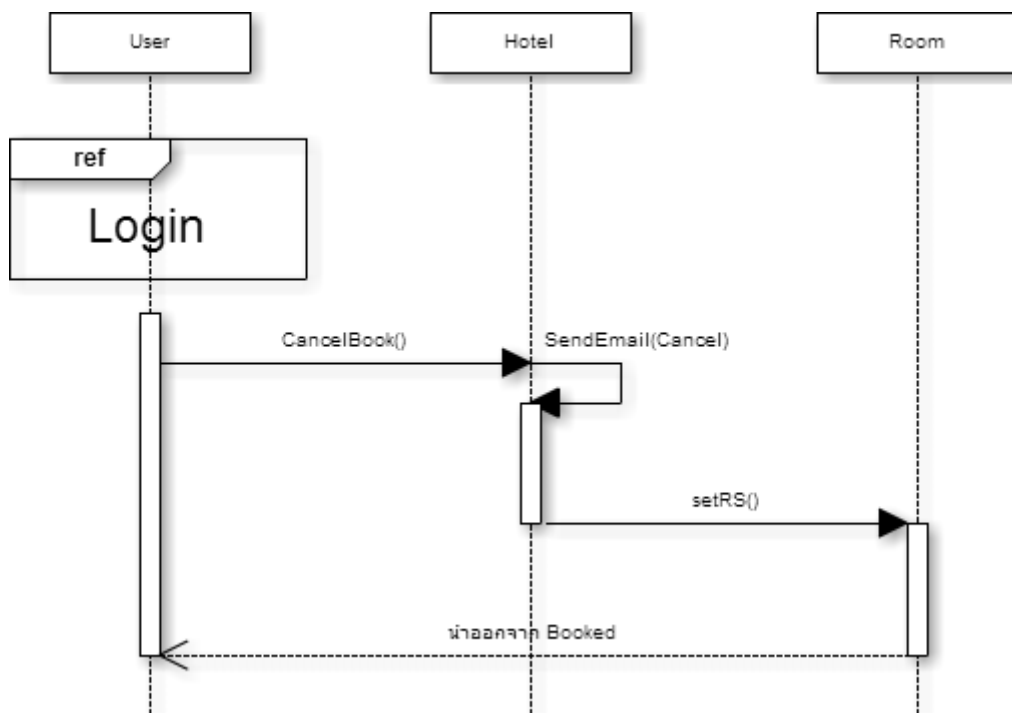 User
Hotel
Room
ref
Login
CancelBook()
SendEmail(Cancel)
setRS()
นำออกจาก Booked